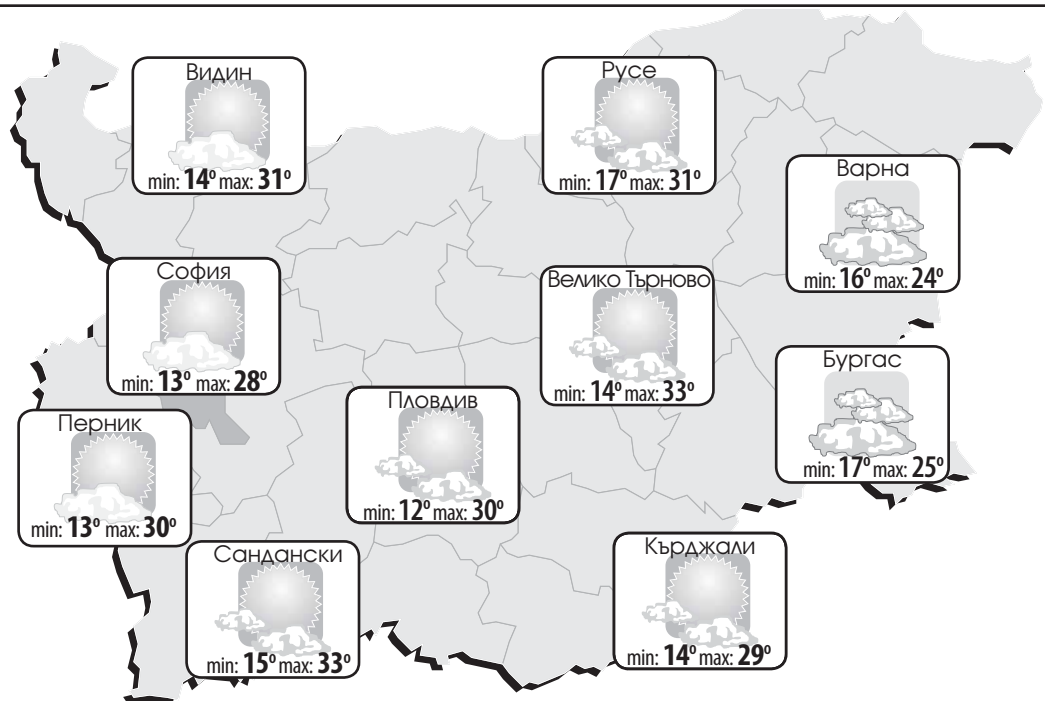 Видин
min: 14° max: 31°
Русе
min: 17° max: 31°
Варна
min: 16° max: 24°
София
min: 13° max: 28°
Велико Търново
min: 14° max: 33°
Бургас
min: 17° max: 25°
Пловдив
min: 12° max: 30°
Перник
min: 13° max: 30°
Сандански
min: 15° max: 33°
Кърджали
min: 14° max: 29°